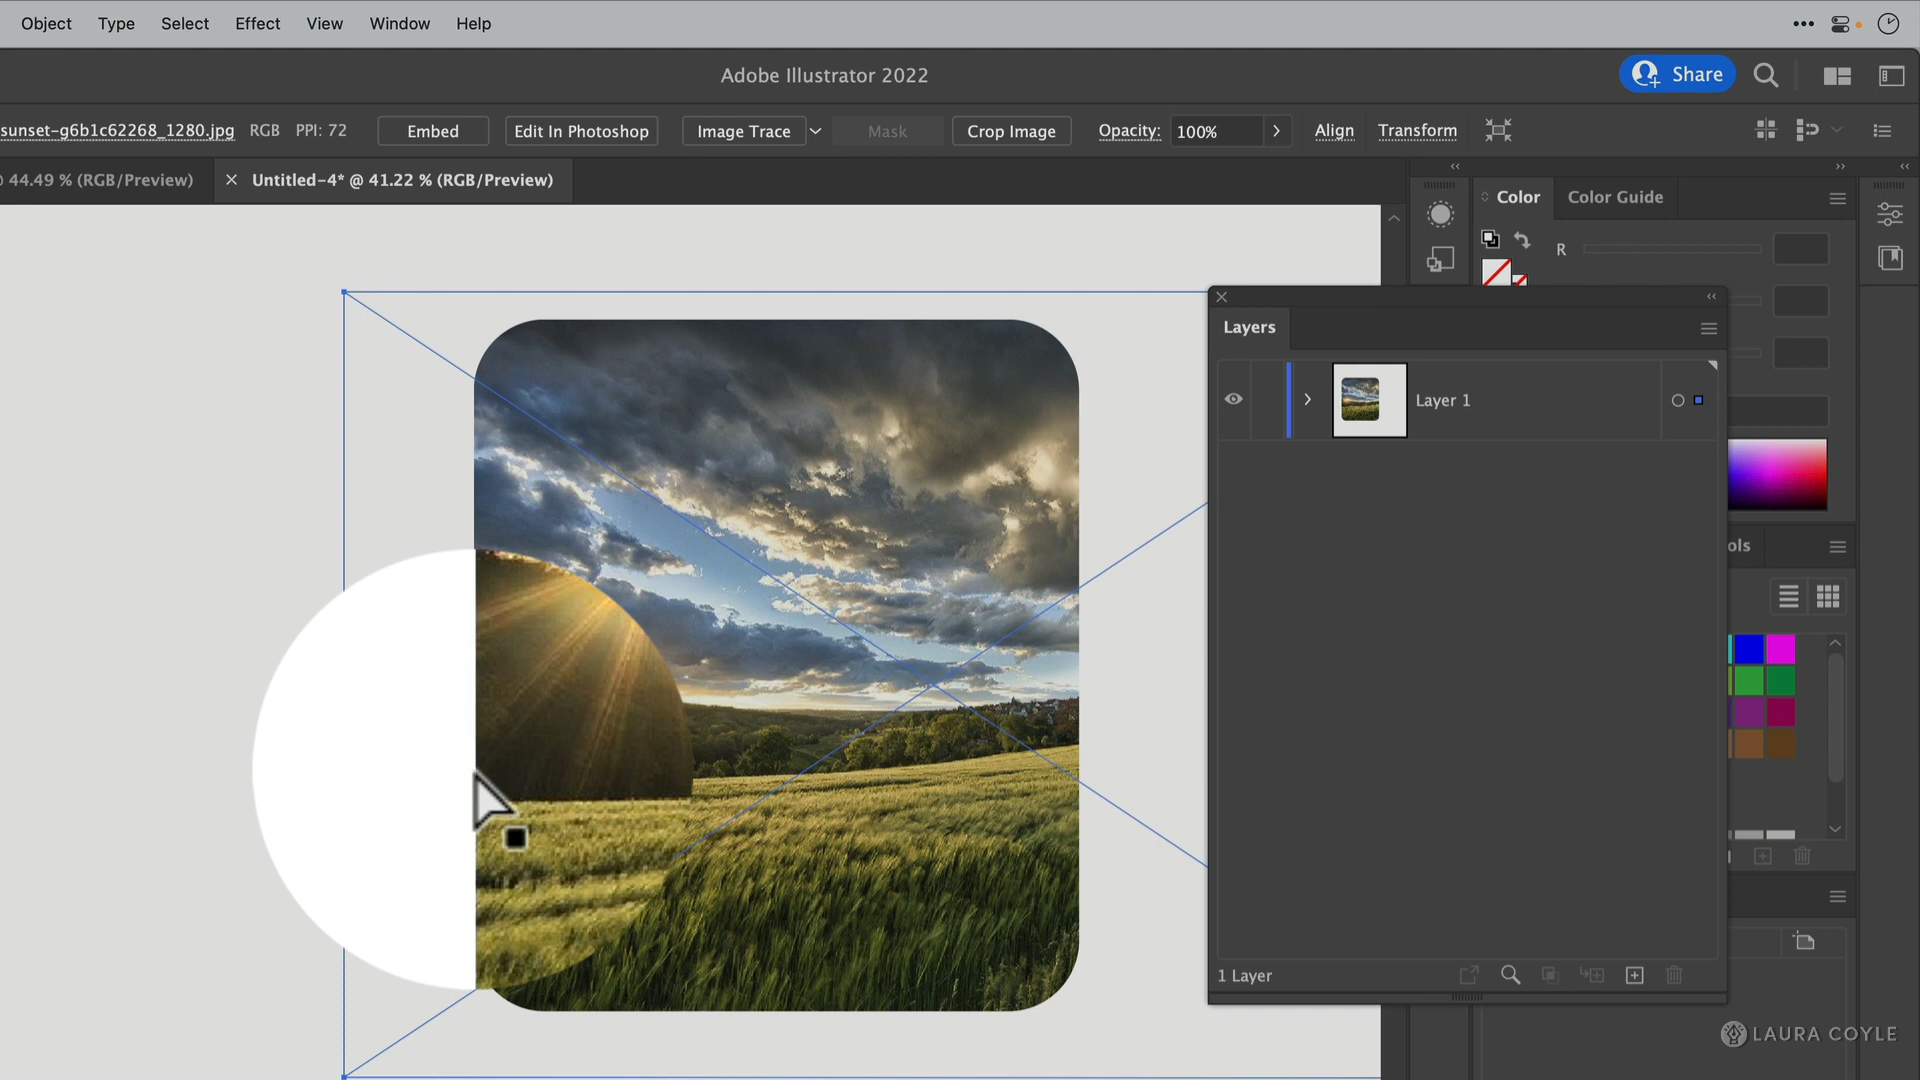 Object Type Select Effect View Window Help
Adobe Illustrator 2022
Share
sunset-g6b1c62268_1280.jpg RGB PPI: 72 Embed Edit In Photoshop Image Trace Mask Crop Image Opacity: 100% Align Transform
44.49 % (RGB/Preview) × Untitled-4* @ 41.22 % (RGB/Preview)
Color Color Guide
R
Layers
Layer 1
ols
1 Layer
LAURA COYLE